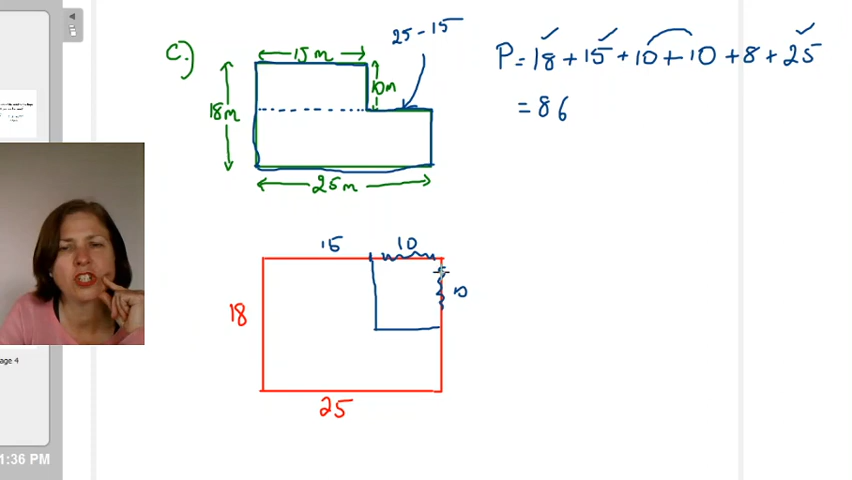 C.)
15m
25-15
P = 18 + 15 + 10 + 10 + 8 + 25
10m
18m
= 86
25m
15
10
18
10
25
age 4
1:36 PM